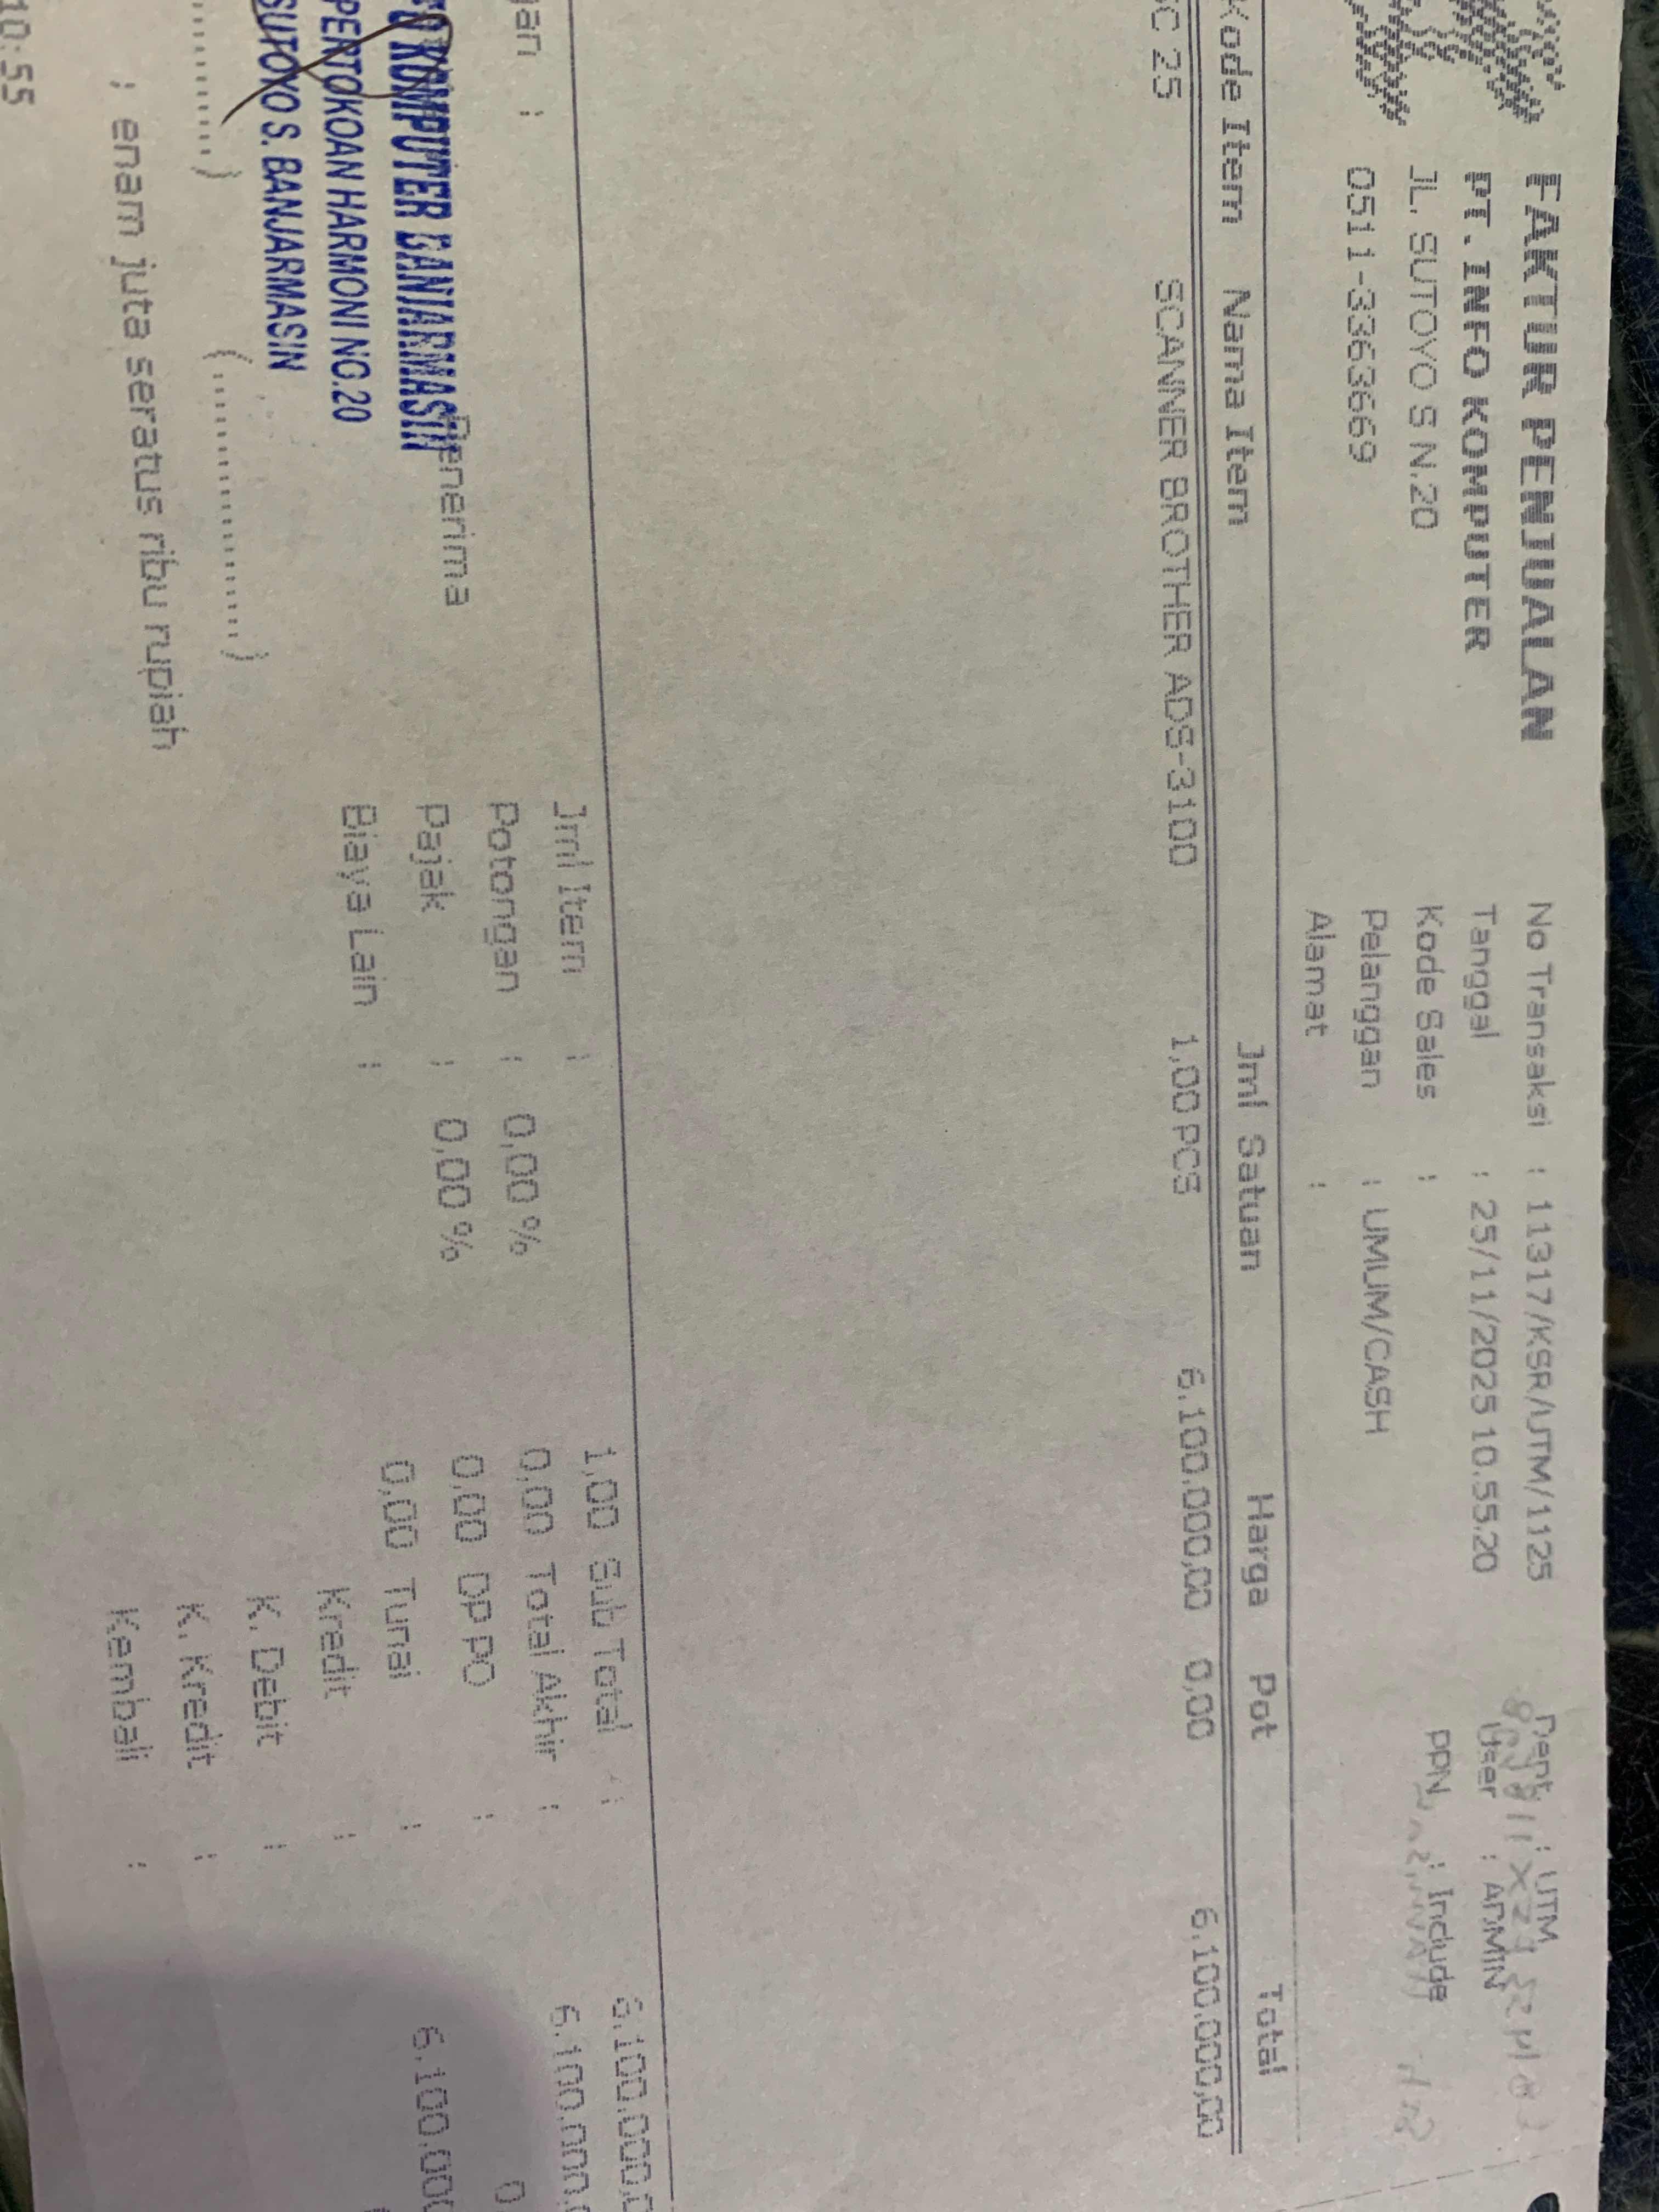 FAKTUR PENJUALAN
PT. INFO KOMPUTER
JL. SUTOYO S N.20
0511-3363669
No Transaksi : 11317/KSR/UTM/1125
Tanggal : 25/11/2025 10.55.20
Kode Sales :
Pelanggan : UMUM/CASH
Alamat :
Dept. : UTM
User : ADMIN
PPN : Include
Kode Item Nama Item Jml Satuan Harga Pot Total
25 SCANNER BROTHER ADS-3100 1,00 PCS 6.100.000,00 0,00 6.100.000,00
Jml Item : 1,00 Sub Total : 6.100.000,0
Potongan : 0,00 % 0,00 Total Akhir : 6.100.000,
Pajak : 0,00 % 0,00 DP PO : 0
Biaya Lain : 0,00 Tunai : 6.100.000
Kredit :
K. Debit :
K. Kredit :
Kembali :
Penerima
KOMPUTER BANJARMASIN
PERTOKOAN HARMONI NO.20
SUTOYO S. BANJARMASIN
(..................)
: enam juta seratus ribu rupiah
10:55